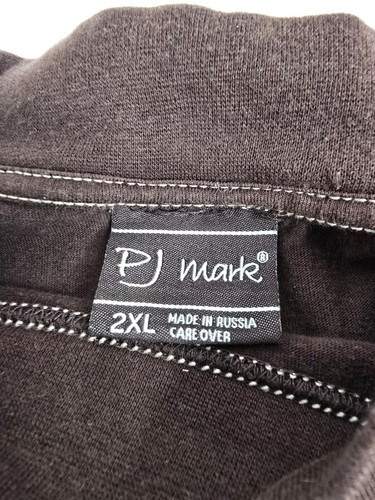 PJ mark®
2XL MADE IN RUSSIA
CARE OVER